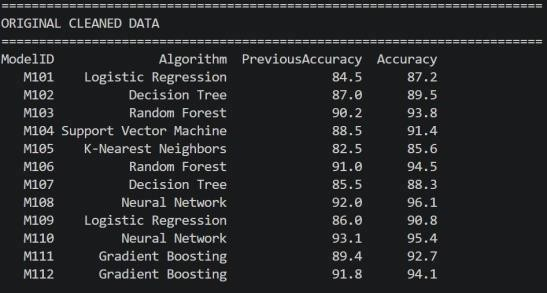 ================================================================================
ORIGINAL CLEANED DATA
================================================================================
ModelID Algorithm PreviousAccuracy Accuracy
M101 Logistic Regression 84.5 87.2
M102 Decision Tree 87.0 89.5
M103 Random Forest 90.2 93.8
M104 Support Vector Machine 88.5 91.4
M105 K-Nearest Neighbors 82.5 85.6
M106 Random Forest 91.0 94.5
M107 Decision Tree 85.5 88.3
M108 Neural Network 92.0 96.1
M109 Logistic Regression 86.0 90.8
M110 Neural Network 93.1 95.4
M111 Gradient Boosting 89.4 92.7
M112 Gradient Boosting 91.8 94.1